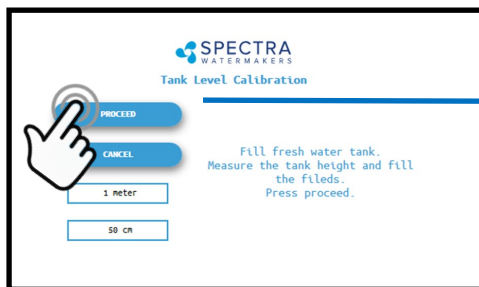 SPECTRA
WATERMAKERS
Tank Level Calibration
PROCEED
CANCEL
1 meter
50 cm
Fill fresh water tank.
Measure the tank height and fill
the fileds.
Press proceed.